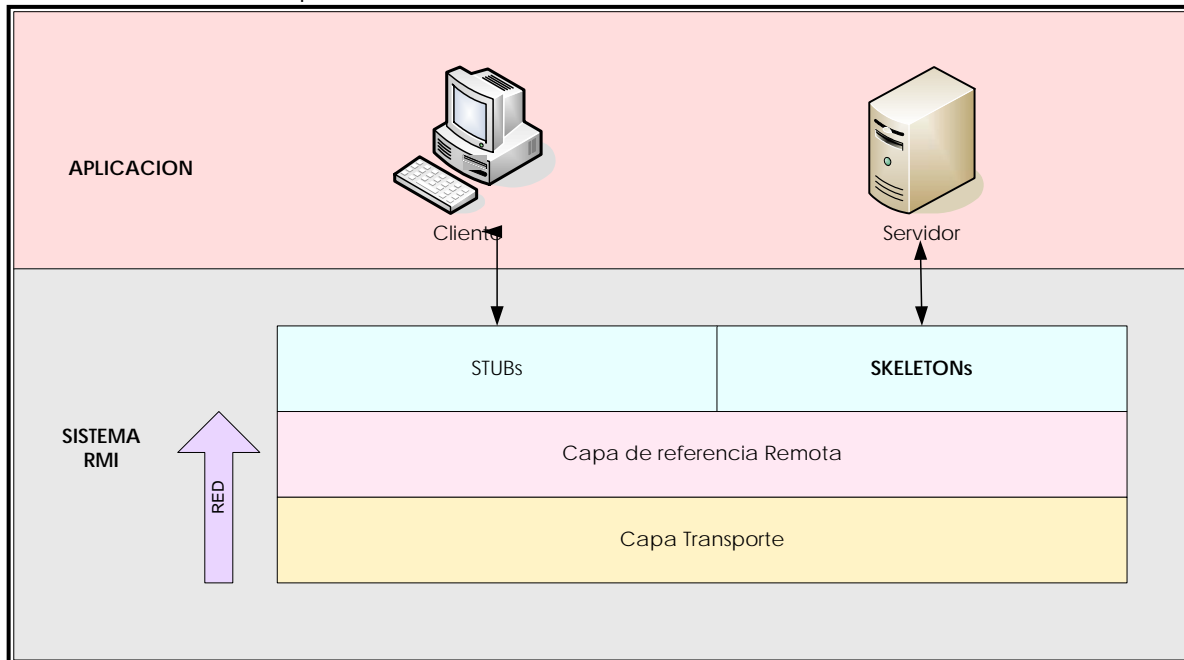 APLICACION
Cliente
Servidor
STUBs
SKELETONs
SISTEMA
RMI
RED
Capa de referencia Remota
Capa Transporte